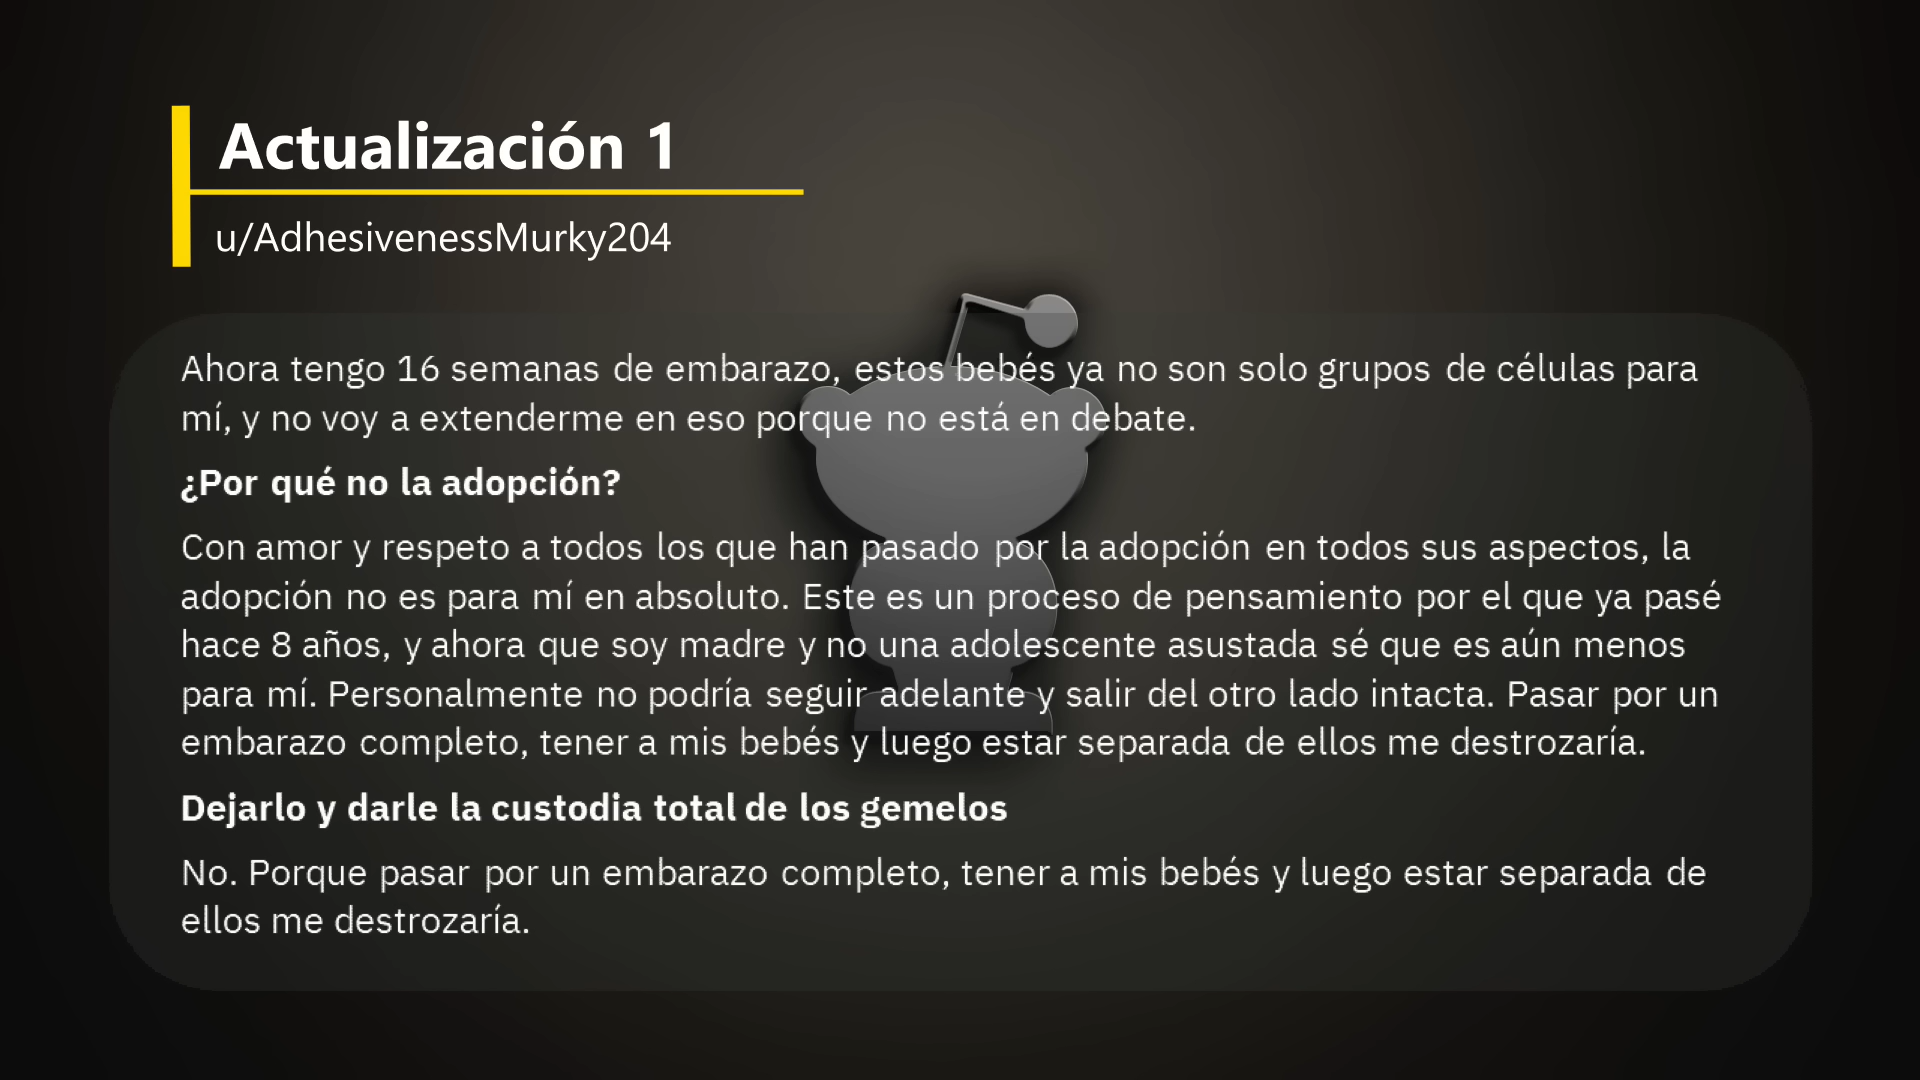 Actualización 1
u/AdhesivenessMurky204
Ahora tengo 16 semanas de embarazo, estos bebés ya no son solo grupos de células para
mí, y no voy a extenderme en eso porque no está en debate.
¿Por qué no la adopción?
Con amor y respeto a todos los que han pasado por la adopción en todos sus aspectos, la
adopción no es para mí en absoluto. Este es un proceso de pensamiento por el que ya pasé
hace 8 años, y ahora que soy madre y no una adolescente asustada sé que es aún menos
para mí. Personalmente no podría seguir adelante y salir del otro lado intacta. Pasar por un
embarazo completo, tener a mis bebés y luego estar separada de ellos me destrozaría.
Dejarlo y darle la custodia total de los gemelos
No. Porque pasar por un embarazo completo, tener a mis bebés y luego estar separada de
ellos me destrozaría.